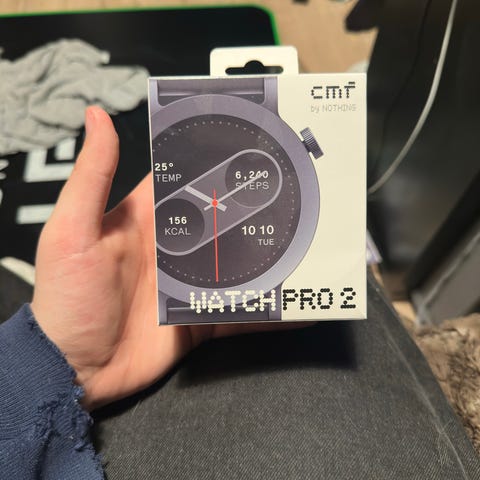 cmf
by NOTHING
25°
TEMP
6,240
STEPS
156
KCAL
10 10
TUE
WATCH PRO 2